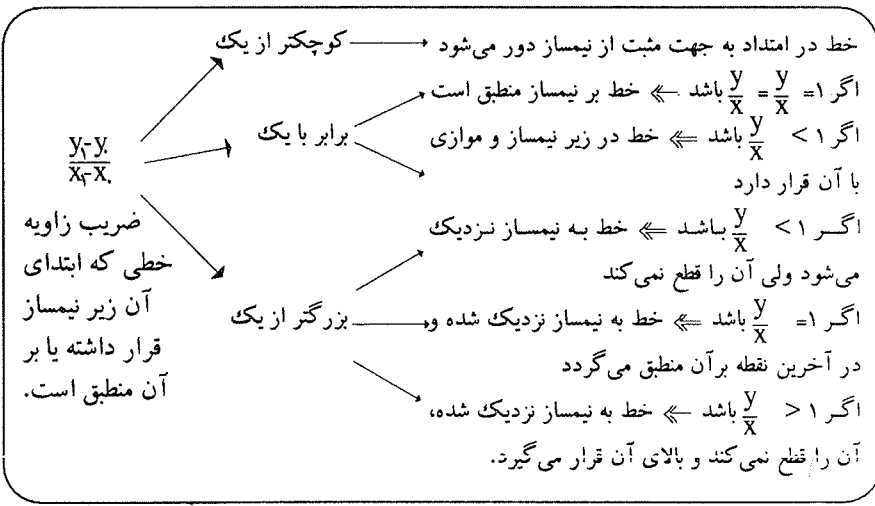 y₁-y. / x₁-x.
ضریب زاویه
خطی که ابتدای
آن زیر نیمساز
قرار داشته یا بر
آن منطبق است.
کوچکتر از یک
خط در امتداد به جهت مثبت از نیمساز دور می‌شود
برابر با یک
اگر ۱= y/x = y/x باشد ⟸ خط بر نیمساز منطبق است
اگر ۱ > y/x باشد ⟸ خط در زیر نیمساز و موازی
با آن قرار دارد
بزرگتر از یک
اگر ۱ > y/x باشد ⟸ خط به نیمساز نزدیک
می‌شود ولی آن را قطع نمی‌کند
اگر ۱= y/x باشد ⟸ خط به نیمساز نزدیک شده و
در آخرین نقطه برآن منطبق می‌گردد
اگر ۱ < y/x باشد ⟸ خط به نیمساز نزدیک شده،
آن را قطع نمی‌کند و بالای آن قرار می‌گیرد.